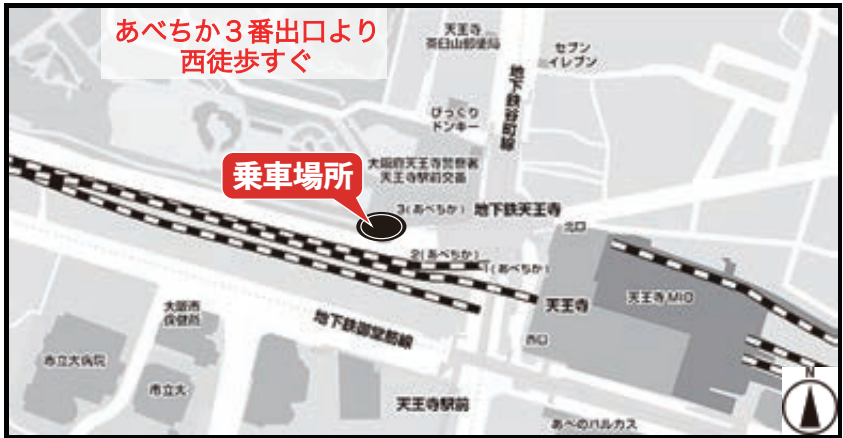 あべちか3番出口より
西徒歩すぐ
天王寺
茶臼山郵便局
セブン
イレブン
地下鉄谷町線
びっくり
ドンキー
大阪府天王寺警察署
天王寺駅前交番
乗車場所
3(あべちか)
地下鉄天王寺
北口
2(あべちか)
1(あべちか)
天王寺
天王寺MIO
大阪市
保健所
地下鉄御堂筋線
西口
市立大病院
市立大
天王寺駅前
あべのハルカス
N